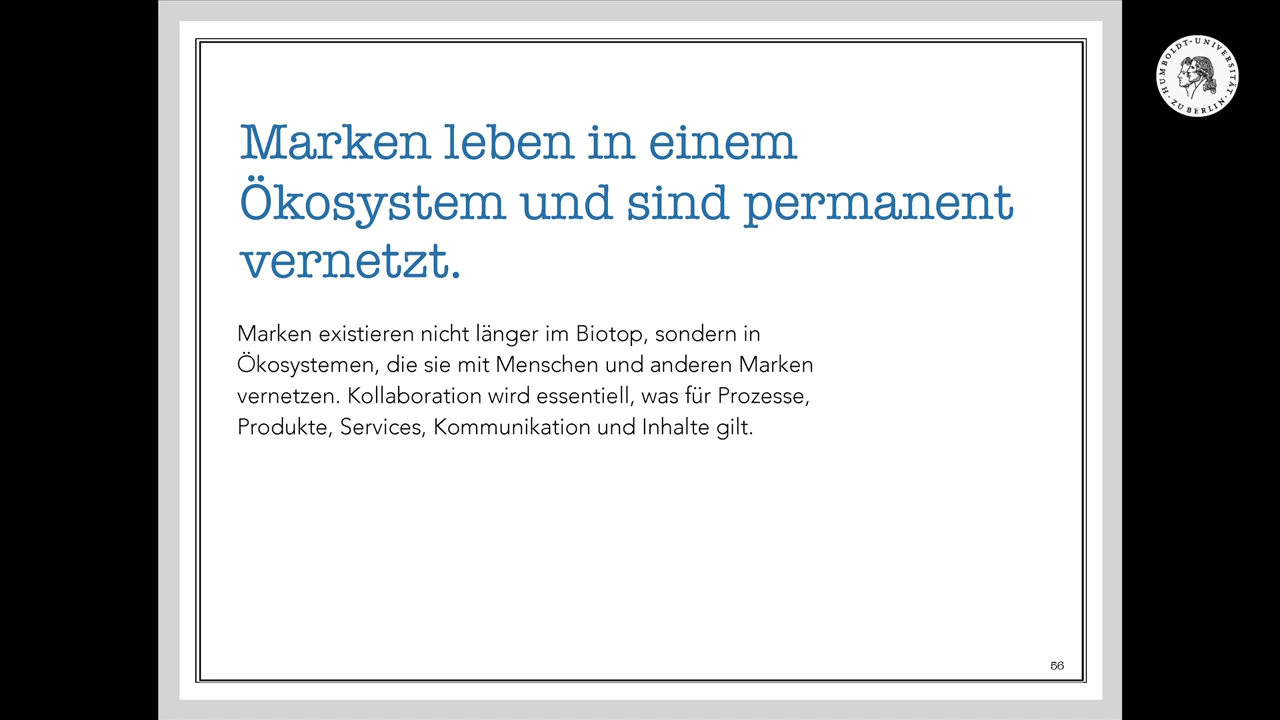 Marken leben in einem
Ökosystem und sind permanent
vernetzt.
Marken existieren nicht länger im Biotop, sondern in
Ökosystemen, die sie mit Menschen und anderen Marken
vernetzen. Kollaboration wird essentiell, was für Prozesse,
Produkte, Services, Kommunikation und Inhalte gilt.
56
HUMBOLDT-UNIVERSITÄT
ZU BERLIN